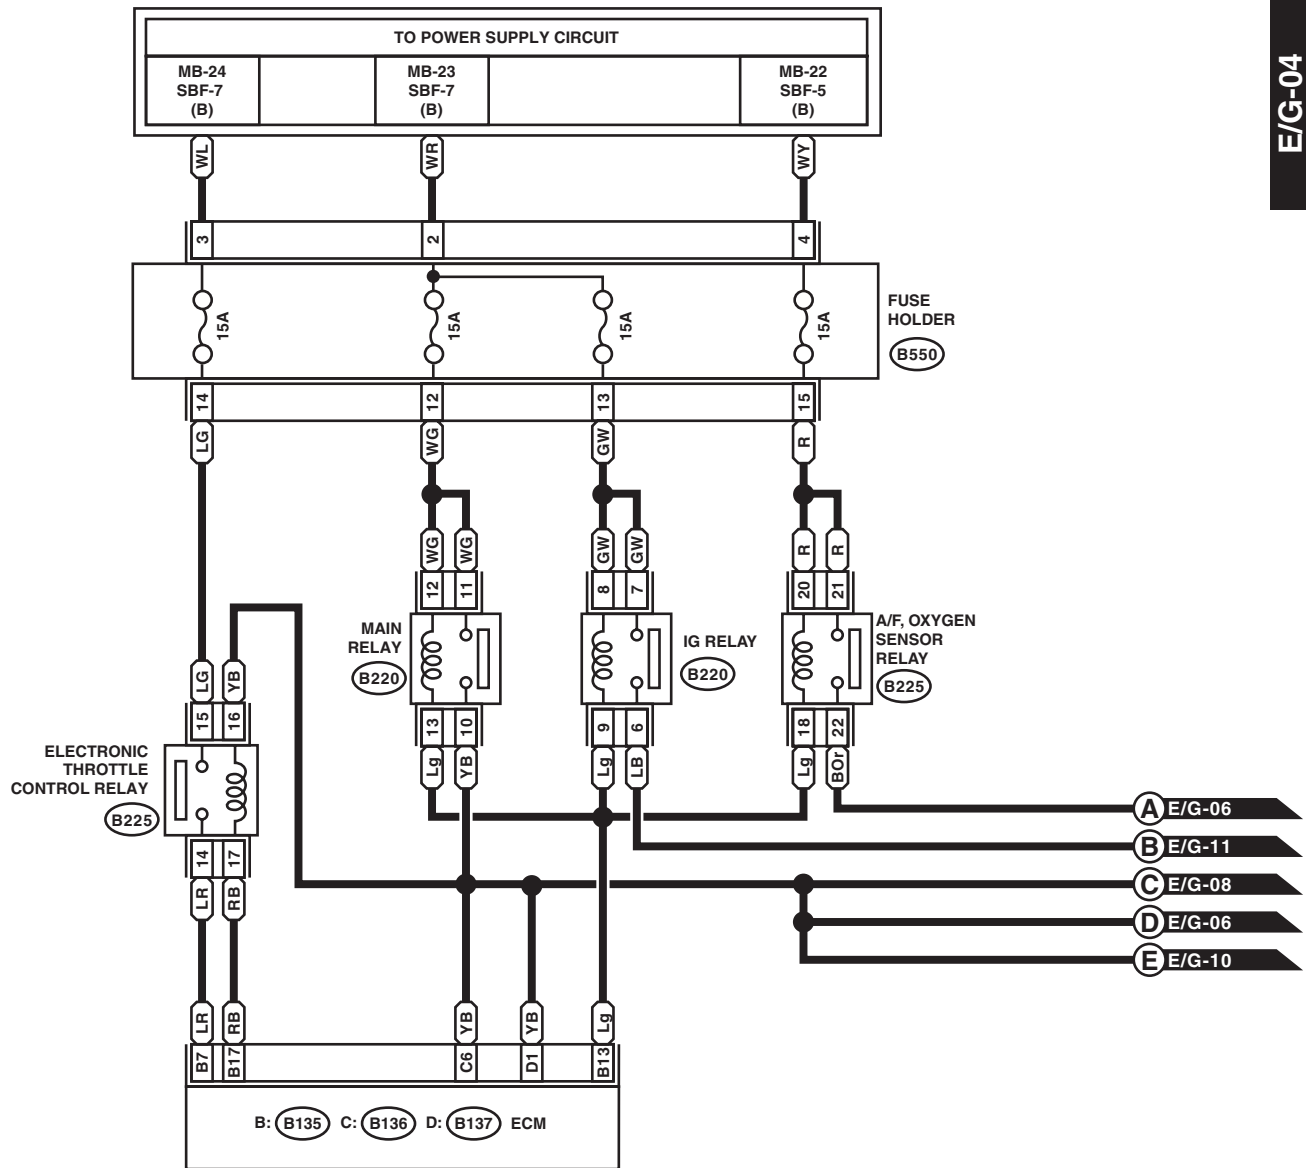 E/G-04
TO POWER SUPPLY CIRCUIT
MB-24
SBF-7
(B)
MB-23
SBF-7
(B)
MB-22
SBF-5
(B)
WL
WR
WY
3
2
4
15A
15A
15A
15A
FUSE
HOLDER
B550
14
12
13
15
LG
WG
GW
R
WG
WG
GW
GW
R
R
12
11
8
7
20
21
MAIN
RELAY
B220
IG RELAY
B220
A/F, OXYGEN
SENSOR
RELAY
B225
LG
YB
15
16
13
10
9
6
18
22
Lg
YB
Lg
LB
Lg
BOr
ELECTRONIC
THROTTLE
CONTROL RELAY
B225
14
17
LR
RB
A E/G-06
B E/G-11
C E/G-08
D E/G-06
E E/G-10
LR
RB
YB
YB
Lg
B7
B17
C6
D1
B13
B: B135 C: B136 D: B137 ECM